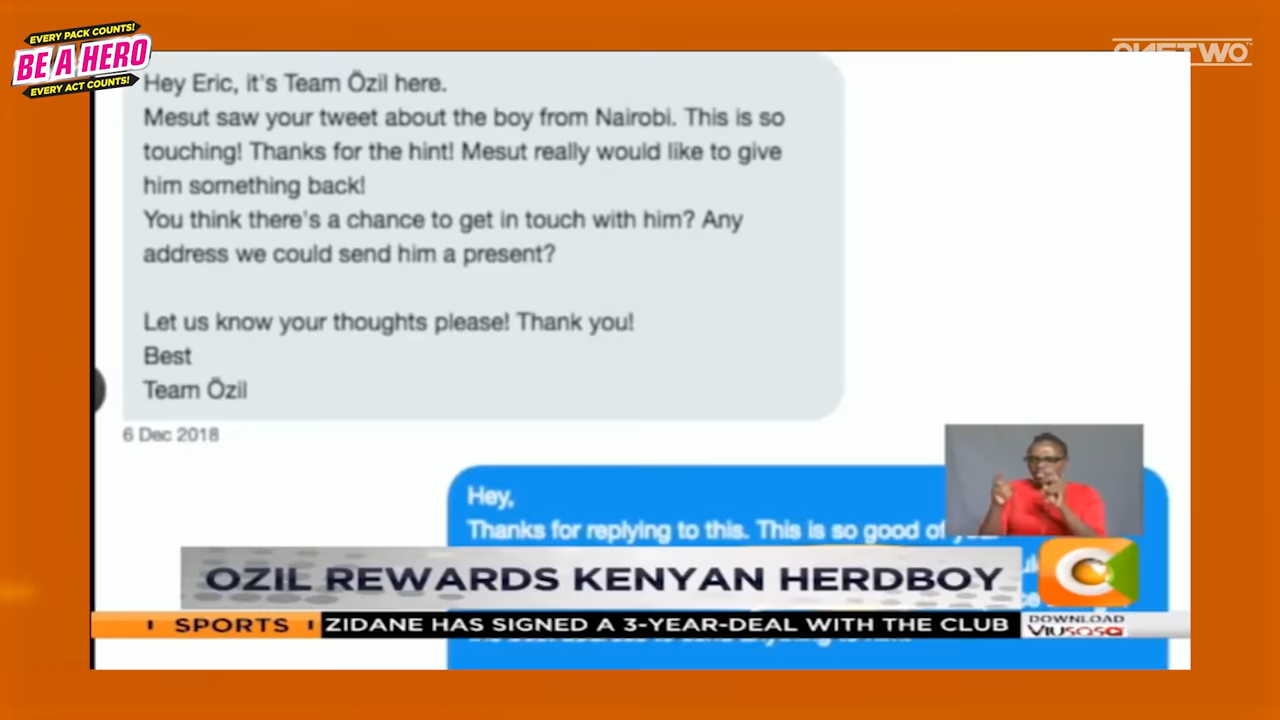 EVERY PACK COUNTS!
BE A HERO
EVERY ACT COUNTS!
ONETWO
Hey Eric, it's Team Özil here.
Mesut saw your tweet about the boy from Nairobi. This is so
touching! Thanks for the hint! Mesut really would like to give
him something back!
You think there's a chance to get in touch with him? Any
address we could send him a present?
Let us know your thoughts please! Thank you!
Best
Team Özil
6 Dec 2018
Hey,
Thanks for replying to this. This is so good of
OZIL REWARDS KENYAN HERDBOY
SPORTS
ZIDANE HAS SIGNED A 3-YEAR-DEAL WITH THE CLUB
DOWNLOAD
VIUSASA